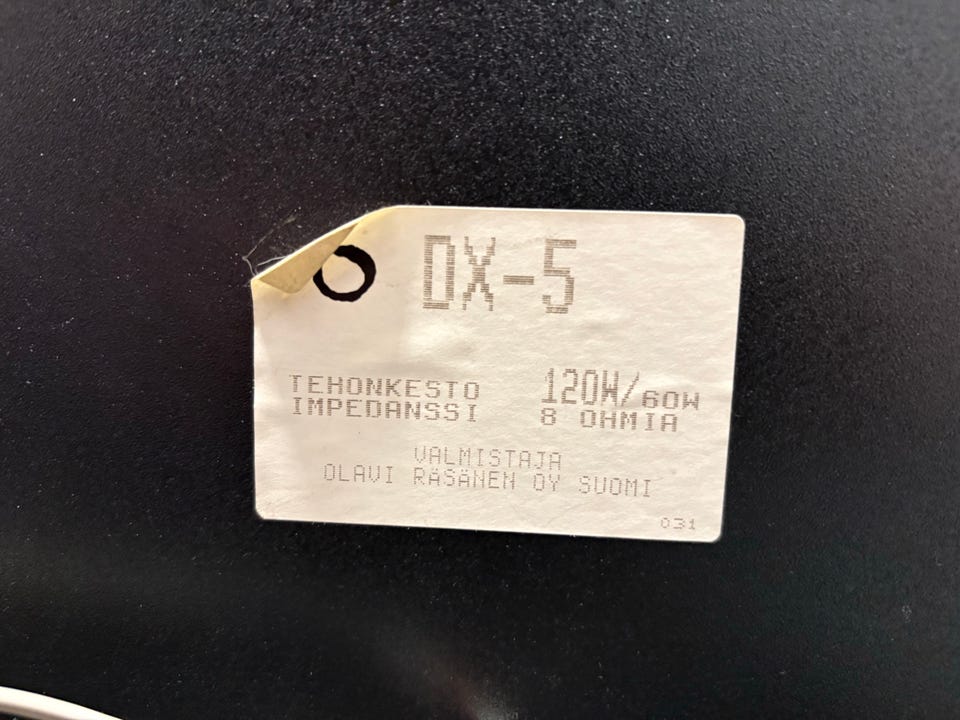 DX-5
TEHONKESTO 120W/60W
IMPEDANSSI 8 OHMIA
VALMISTAJA
OLAVI RÄSÄNEN OY SUOMI
031